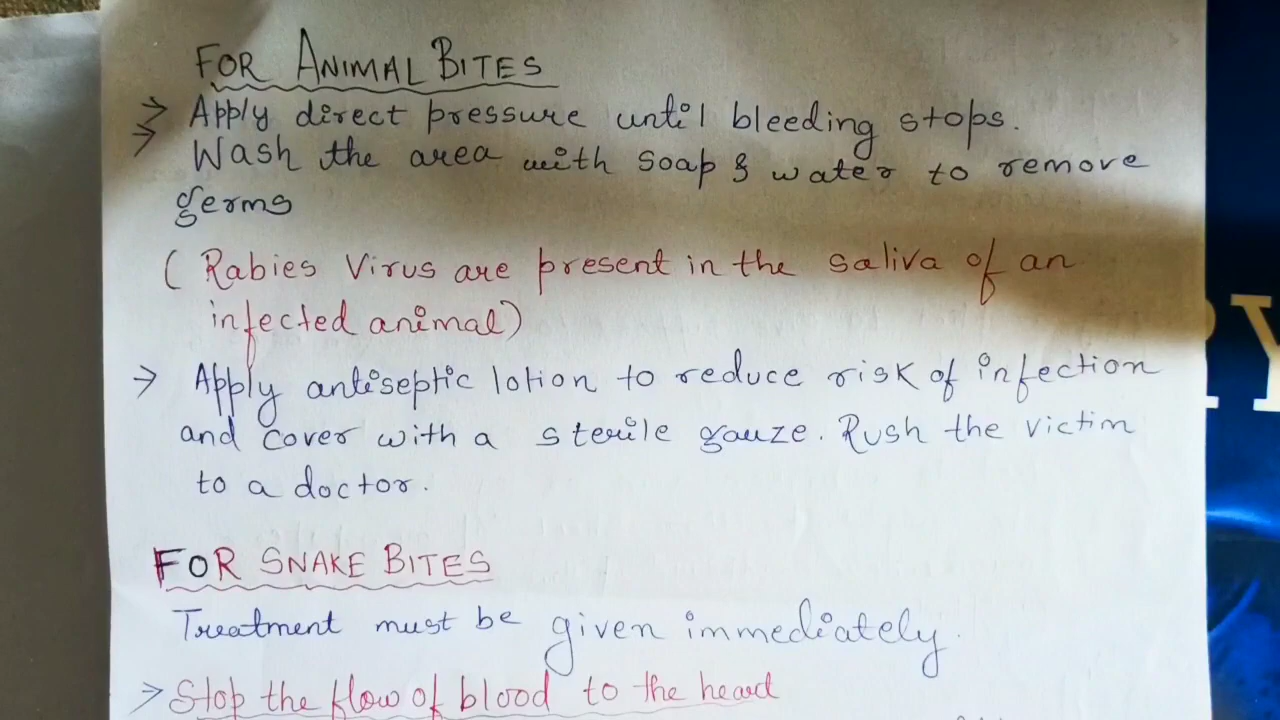 FOR ANIMAL BITES
→ Apply direct pressure until bleeding stops.
→ Wash the area with soap & water to remove
germs
( Rabies Virus are present in the saliva of an
infected animal)
→ Apply antiseptic lotion to reduce risk of infection
and cover with a sterile gauze. Rush the victim
to a doctor.
FOR SNAKE BITES
Treatment must be given immediately.
→ Stop the flow of blood to the heart
Y